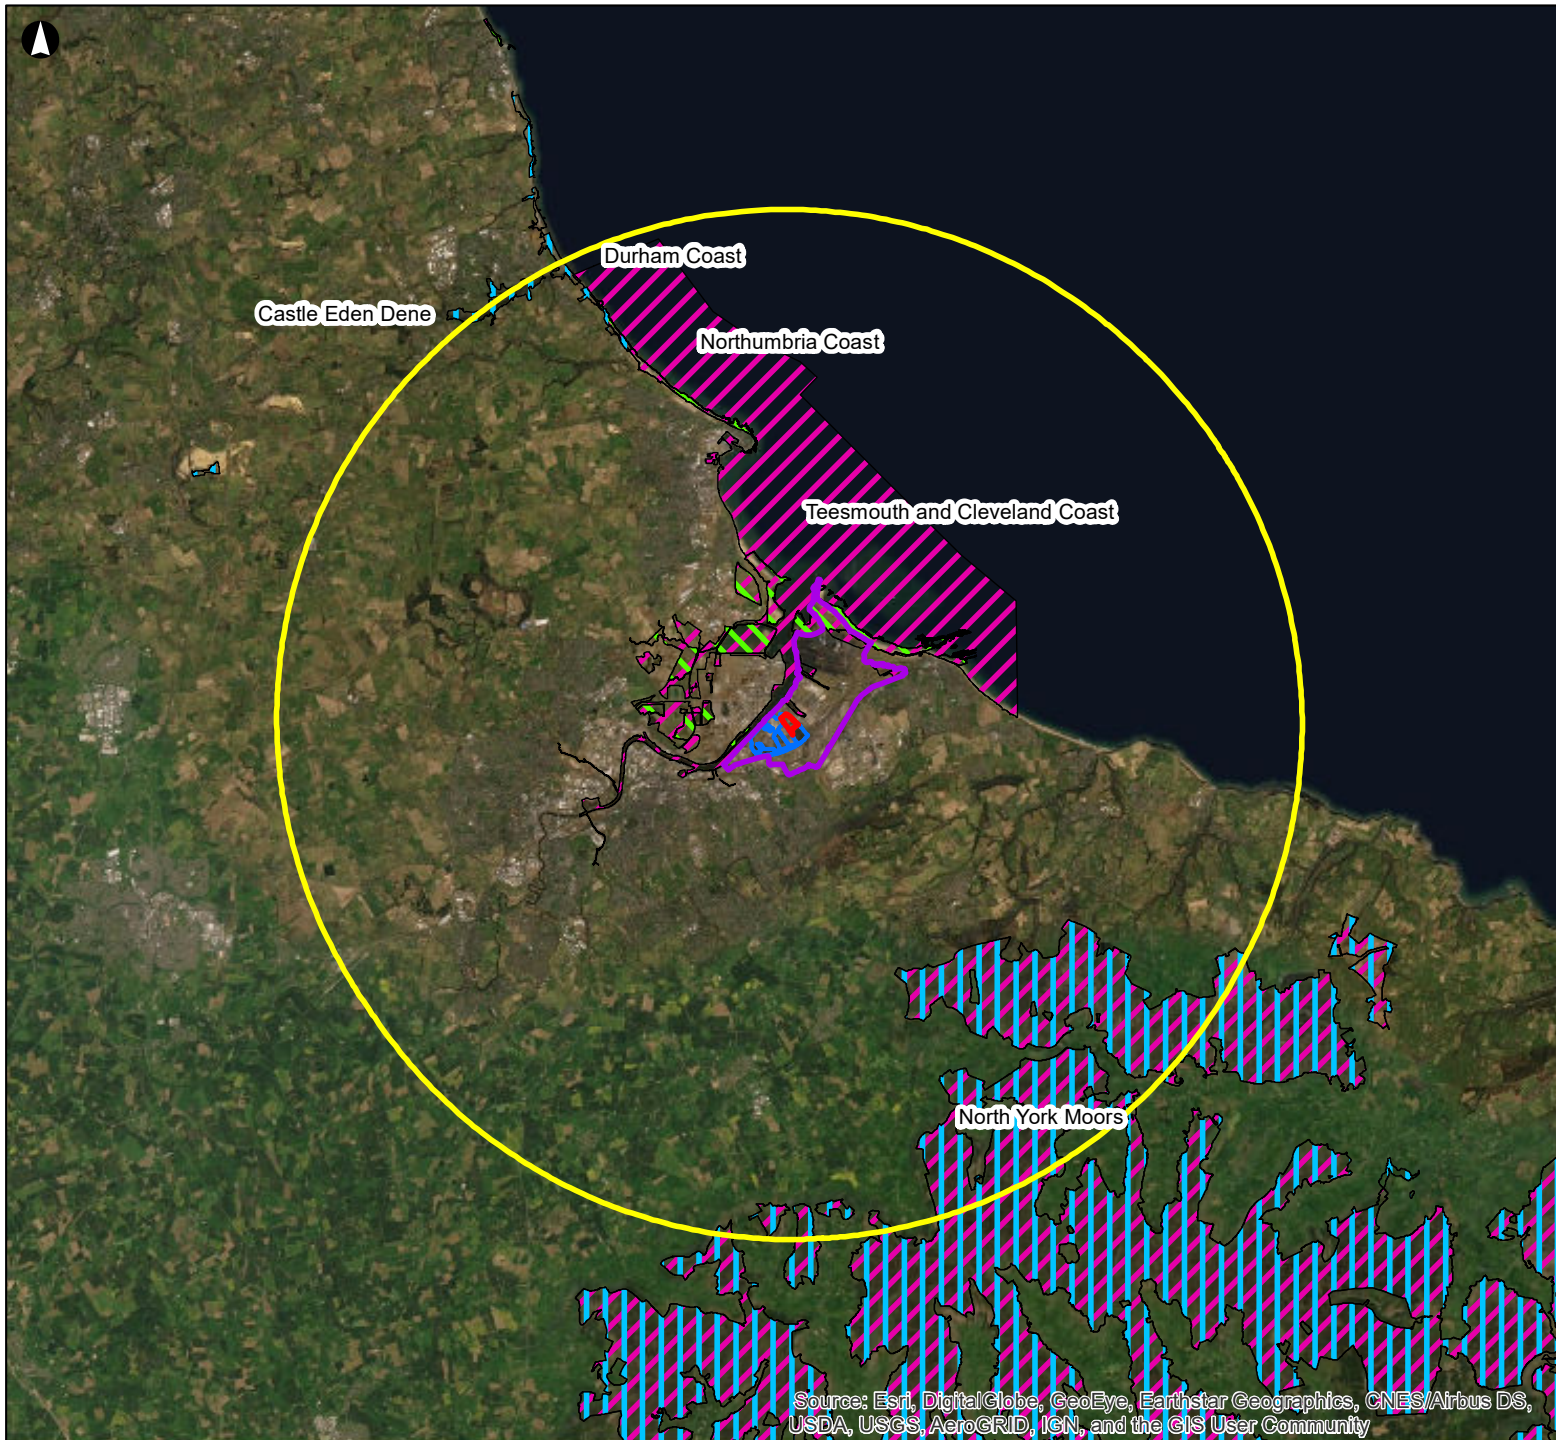 Durham Coast
Castle Eden Dene
Northumbria Coast
Teesmouth and Cleveland Coast
North York Moors
Source: Esri, DigitalGlobe, GeoEye, Earthstar Geographics, CNES/Airbus DS,
USDA, USGS, AeroGRID, IGN, and the GIS User Community